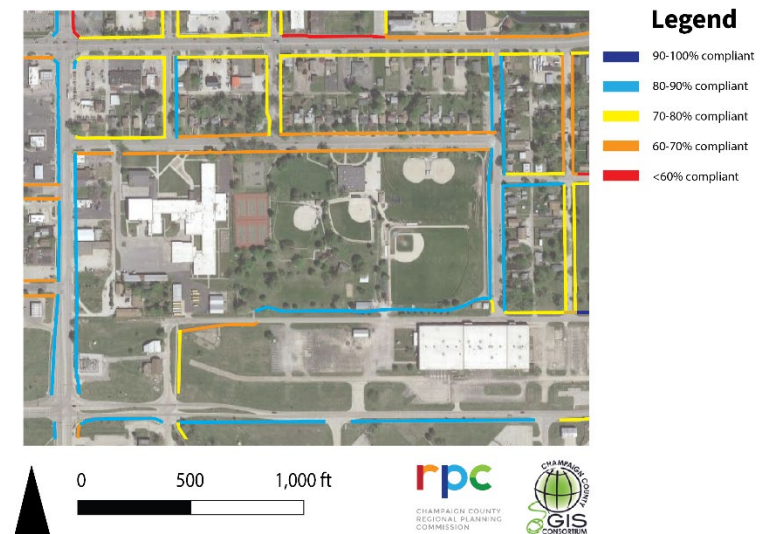 Legend
90-100% compliant
80-90% compliant
70-80% compliant
60-70% compliant
<60% compliant
0 500 1,000 ft
rpc
CHAMPAIGN COUNTY
REGIONAL PLANNING
COMMISSION
CHAMPAIGN COUNTY
GIS
CONSORTIUM